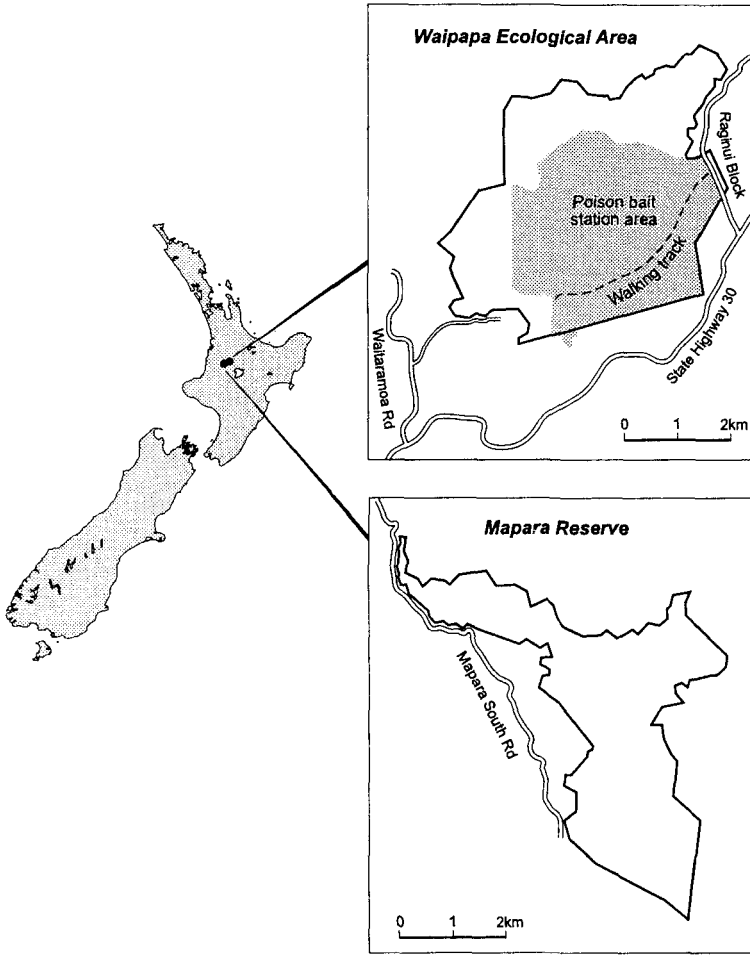 Waipapa Ecological Area
Raginui Block
Poison bait
station area
Walking track
State Highway 30
Waitaramoa Rd
0 1 2km
Mapara Reserve
Mapara South Rd
0 1 2km